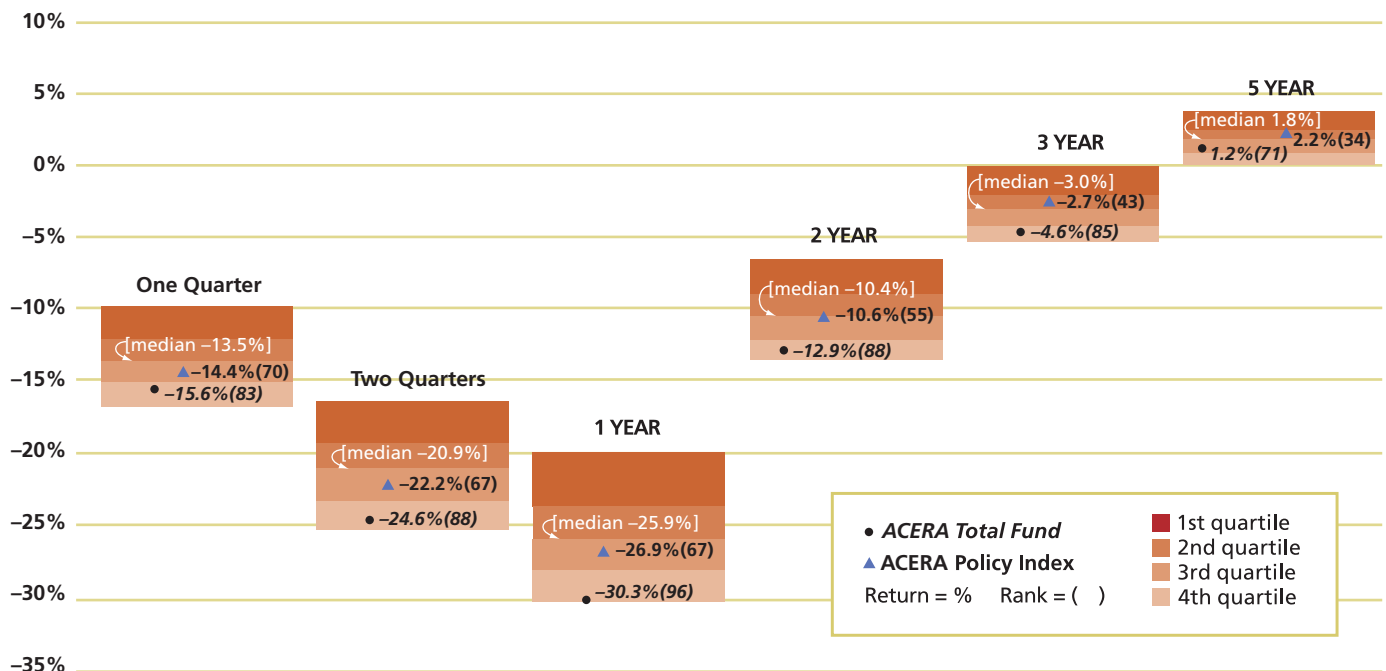 10%
5%
0%
–5%
–10%
–15%
–20%
–25%
–30%
–35%
One Quarter
[median –13.5%]
–14.4%(70)
–15.6%(83)
Two Quarters
[median –20.9%]
–22.2%(67)
–24.6%(88)
1 YEAR
[median –25.9%]
–26.9%(67)
–30.3%(96)
2 YEAR
[median –10.4%]
–10.6%(55)
–12.9%(88)
3 YEAR
[median –3.0%]
–2.7%(43)
–4.6%(85)
5 YEAR
[median 1.8%]
2.2%(34)
1.2%(71)
ACERA Total Fund
ACERA Policy Index
Return = % Rank = ( )
1st quartile
2nd quartile
3rd quartile
4th quartile